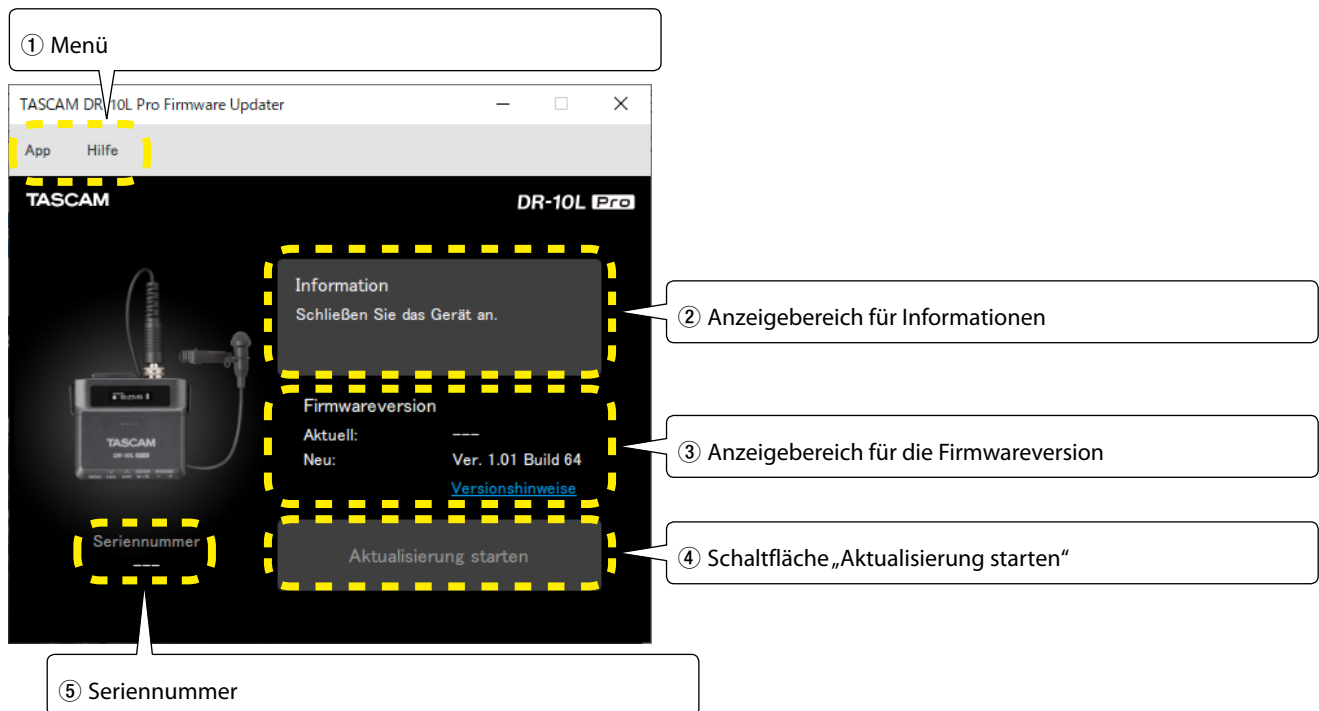 ① Menü
TASCAM DR-10L Pro Firmware Updater
App Hilfe
TASCAM
DR-10L Pro
Information
Schließen Sie das Gerät an.
② Anzeigebereich für Informationen
Firmwareversion
Aktuell: ---
Neu: Ver. 1.01 Build 64
Versionshinweise
③ Anzeigebereich für die Firmwareversion
TASCAM
Seriennummer
---
Aktualisierung starten
④ Schaltfläche „Aktualisierung starten“
⑤ Seriennummer